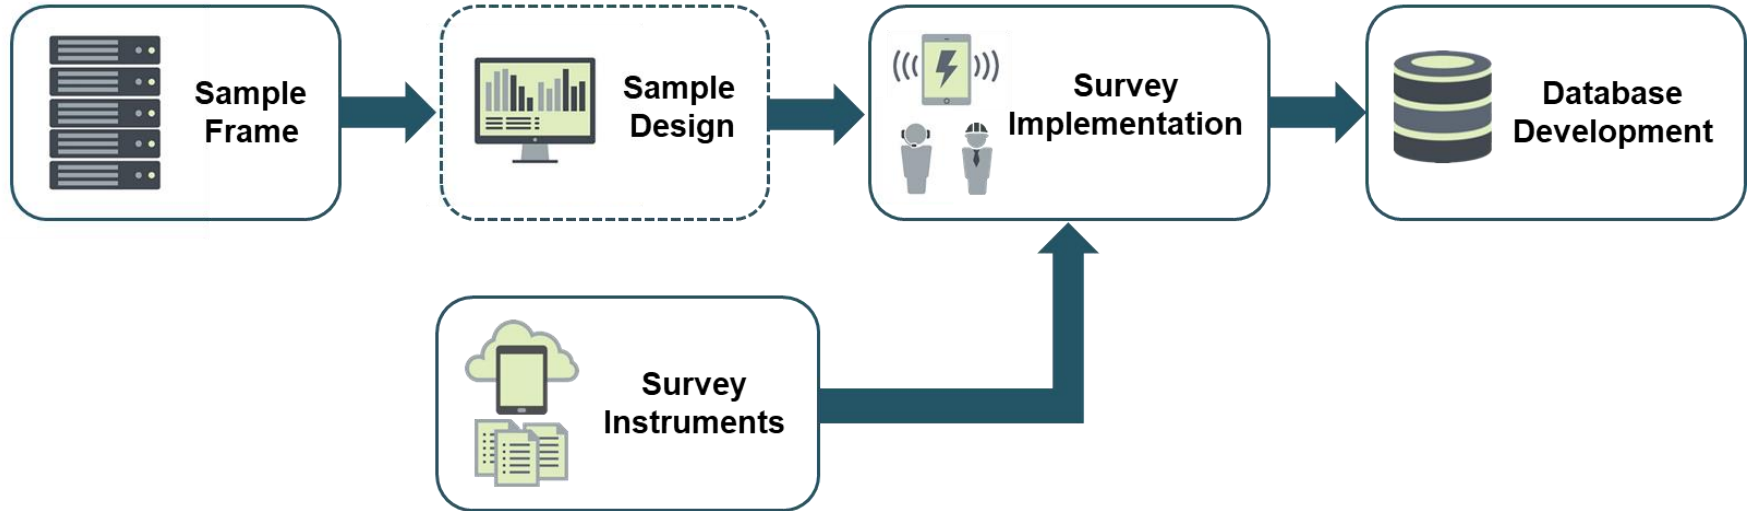 Sample
Frame
Sample
Design
Survey
Implementation
Database
Development
Survey
Instruments